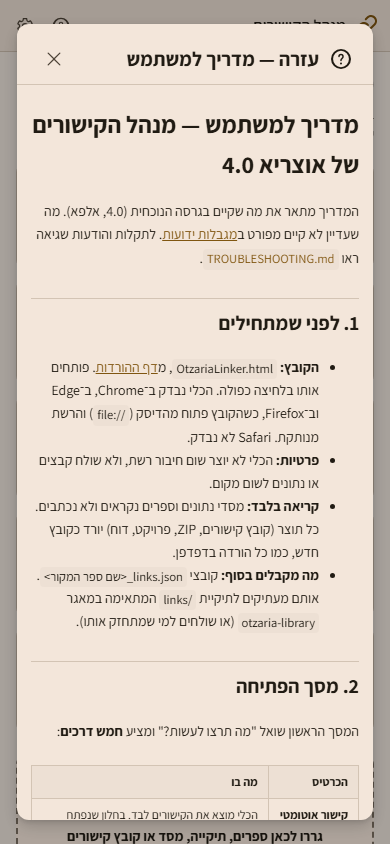 מנהל הקישורים
עזרה — מדריך למשתמש
מדריך למשתמש — מנהל הקישורים
של אוצריא 4.0
המדריך מתאר את מה שקיים בגרסה הנוכחית (4.0, אלפא). מה
שעדיין לא קיים מפורט במגבלות ידועות. לתקלות והודעות שגיאה
ראו TROUBLESHOOTING.md.
1. לפני שמתחילים
הקובץ: OtzariaLinker.html, מדף ההורדות. פותחים
אותו בלחיצה כפולה. הכלי נבדק ב־Chrome, ב־Edge
וב־Firefox, כשהקובץ פתוח מהדיסק (file://) והרשת
מנותקת. Safari לא נבדק.
פרטיות: הכלי לא יוצר שום חיבור רשת, ולא שולח קבצים
או נתונים לשום מקום.
קריאה בלבד: מסדי נתונים וספרים נקראים ולא נכתבים.
כל תוצר (קובץ קישורים, ZIP, פרויקט, דוח) יורד כקובץ
חדש, כמו כל הורדה בדפדפן.
מה מקבלים בסוף: קובצי <שם ספר המקור>_links.json.
אותם מעתיקים לתיקיית links/ המתאימה במאגר
otzaria-library (או שולחים למי שמתחזק אותו).
2. מסך הפתיחה
המסך הראשון שואל "מה תרצו לעשות?" ומציע חמש דרכים:
הכרטיס מה בו
קישור אוטומטי הכלי מוצא את הקישורים לבד. בחלון שנפתח
גררו לכאן ספרים, תיקייה, מסד או קובץ קישורים